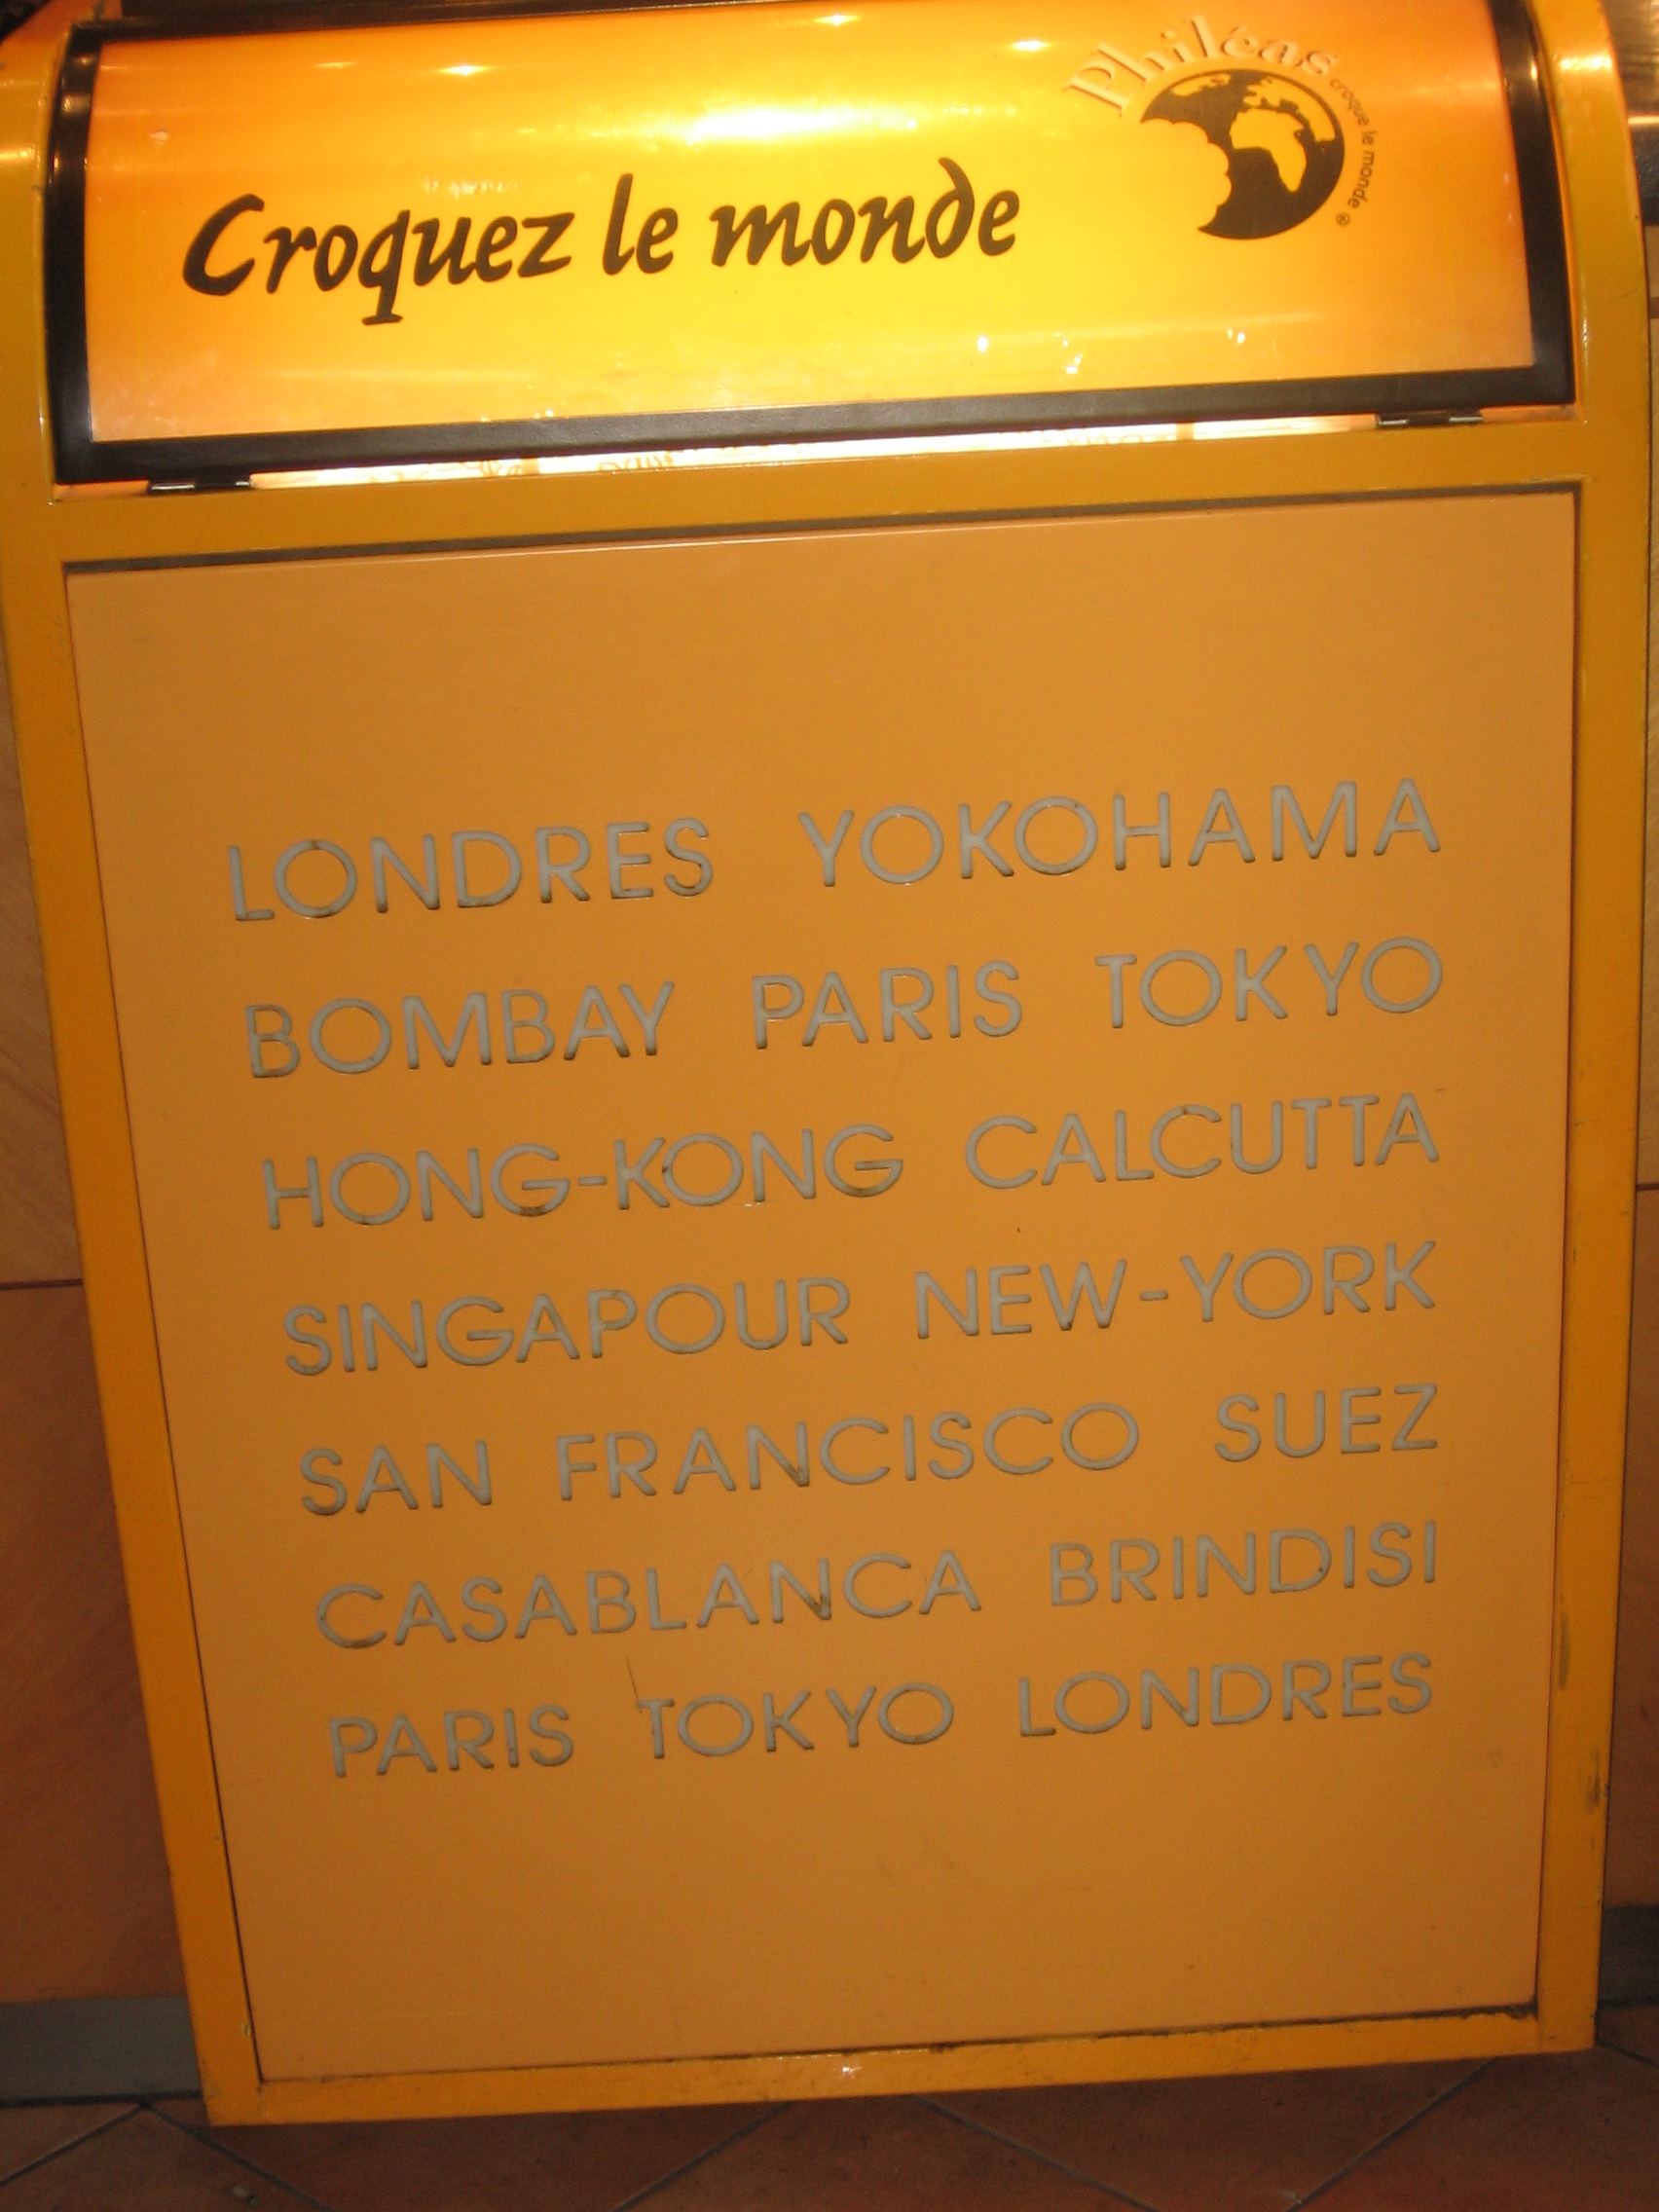 Philéas
croque le monde ®
Croquez le monde
LONDRES YOKOHAMA
BOMBAY PARIS TOKYO
HONG-KONG CALCUTTA
SINGAPOUR NEW-YORK
SAN FRANCISCO SUEZ
CASABLANCA BRINDISI
PARIS TOKYO LONDRES